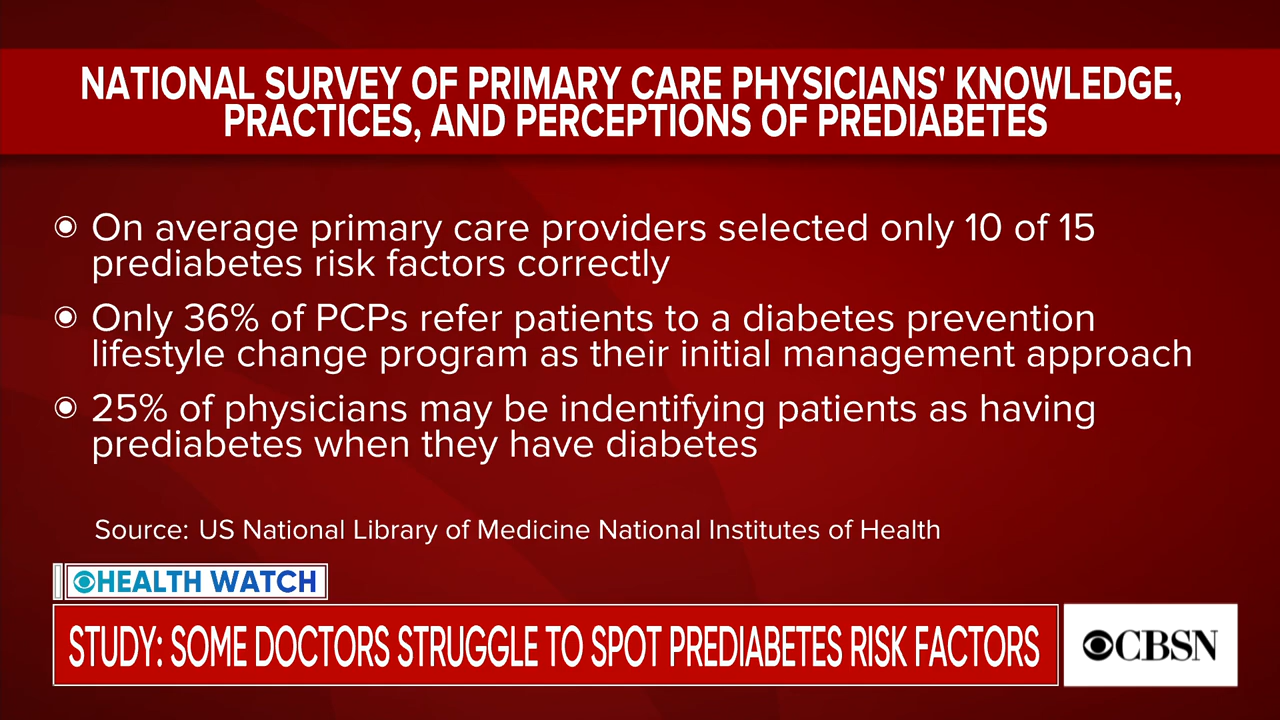 NATIONAL SURVEY OF PRIMARY CARE PHYSICIANS' KNOWLEDGE,
PRACTICES, AND PERCEPTIONS OF PREDIABETES
On average primary care providers selected only 10 of 15
prediabetes risk factors correctly
Only 36% of PCPs refer patients to a diabetes prevention
lifestyle change program as their initial management approach
25% of physicians may be indentifying patients as having
prediabetes when they have diabetes
Source: US National Library of Medicine National Institutes of Health
HEALTH WATCH
STUDY: SOME DOCTORS STRUGGLE TO SPOT PREDIABETES RISK FACTORS
CBSN